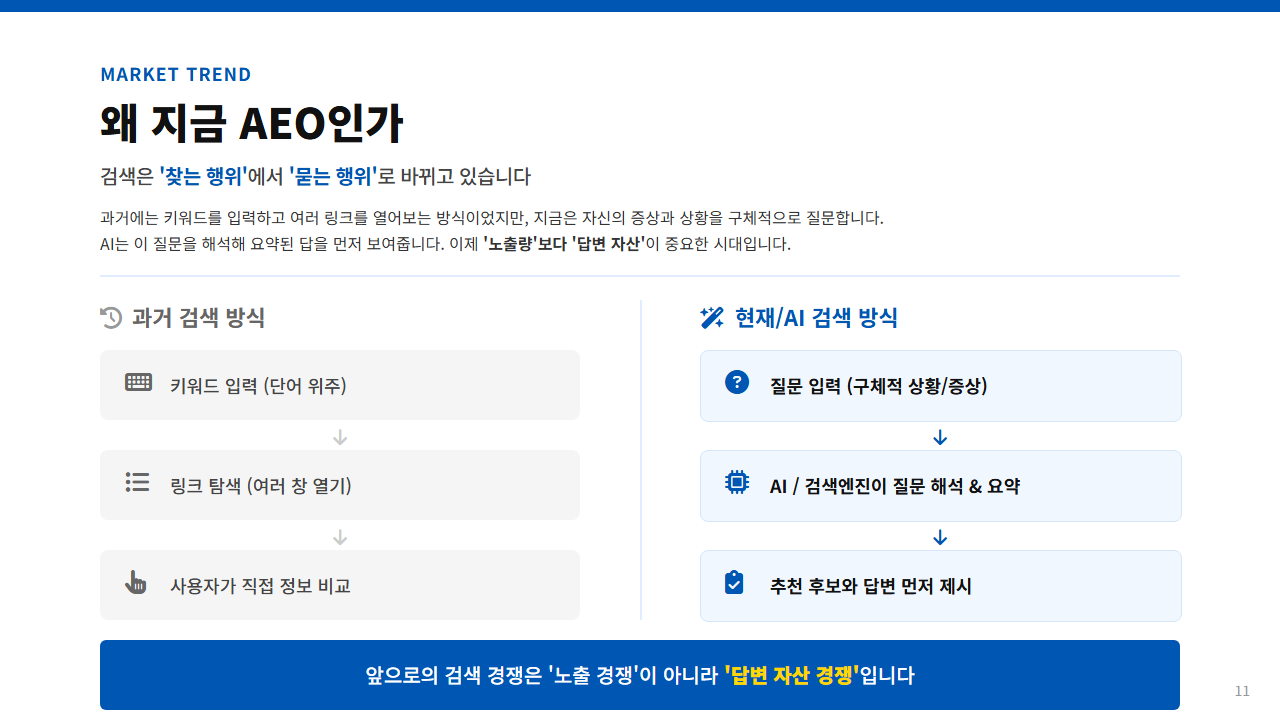 MARKET TREND
왜 지금 AEO인가
검색은 '찾는 행위'에서 '묻는 행위'로 바뀌고 있습니다
과거에는 키워드를 입력하고 여러 링크를 열어보는 방식이었지만, 지금은 자신의 증상과 상황을 구체적으로 질문합니다.
AI는 이 질문을 해석해 요약된 답을 먼저 보여줍니다. 이제 '노출량'보다 '답변 자산'이 중요한 시대입니다.
과거 검색 방식
키워드 입력 (단어 위주)
링크 탐색 (여러 창 열기)
사용자가 직접 정보 비교
현재/AI 검색 방식
질문 입력 (구체적 상황/증상)
AI / 검색엔진이 질문 해석 & 요약
추천 후보와 답변 먼저 제시
앞으로의 검색 경쟁은 '노출 경쟁'이 아니라 '답변 자산 경쟁'입니다
11